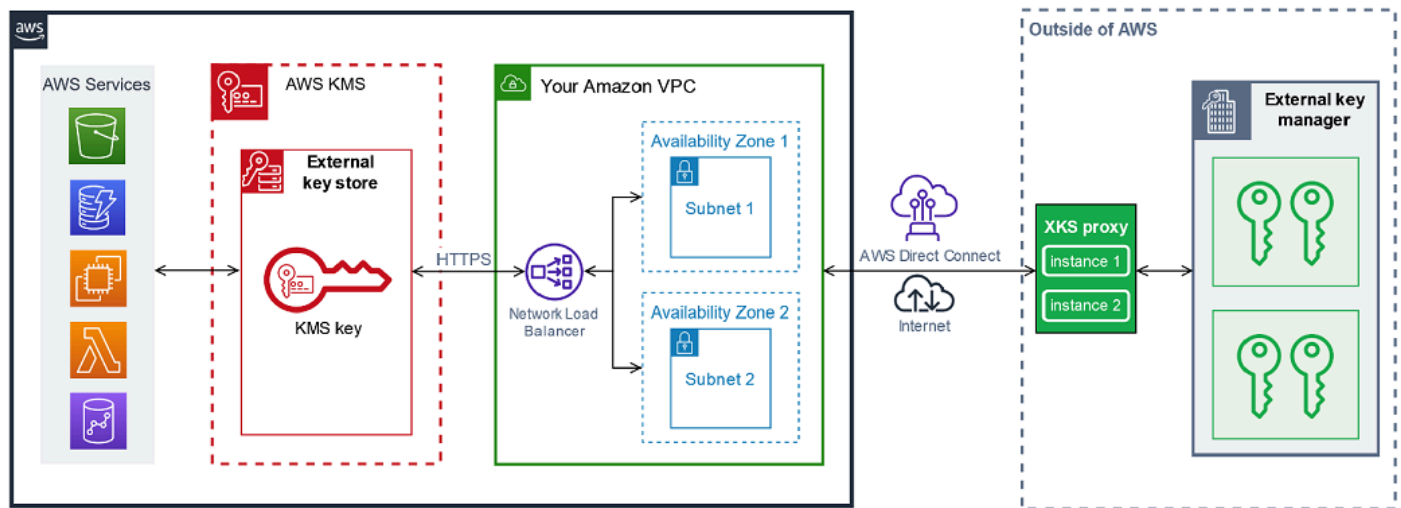 aws
Outside of AWS
AWS Services
AWS KMS
Your Amazon VPC
External key
manager
External
key store
Availability Zone 1
Subnet 1
XKS proxy
HTTPS
AWS Direct Connect
instance 1
instance 2
Network Load
Balancer
Availability Zone 2
Internet
KMS key
Subnet 2